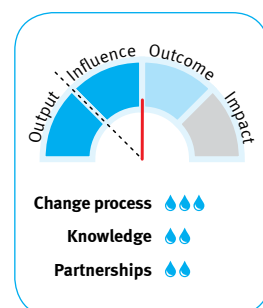 Output
Influence
Outcome
Impact
Change process
Knowledge
Partnerships